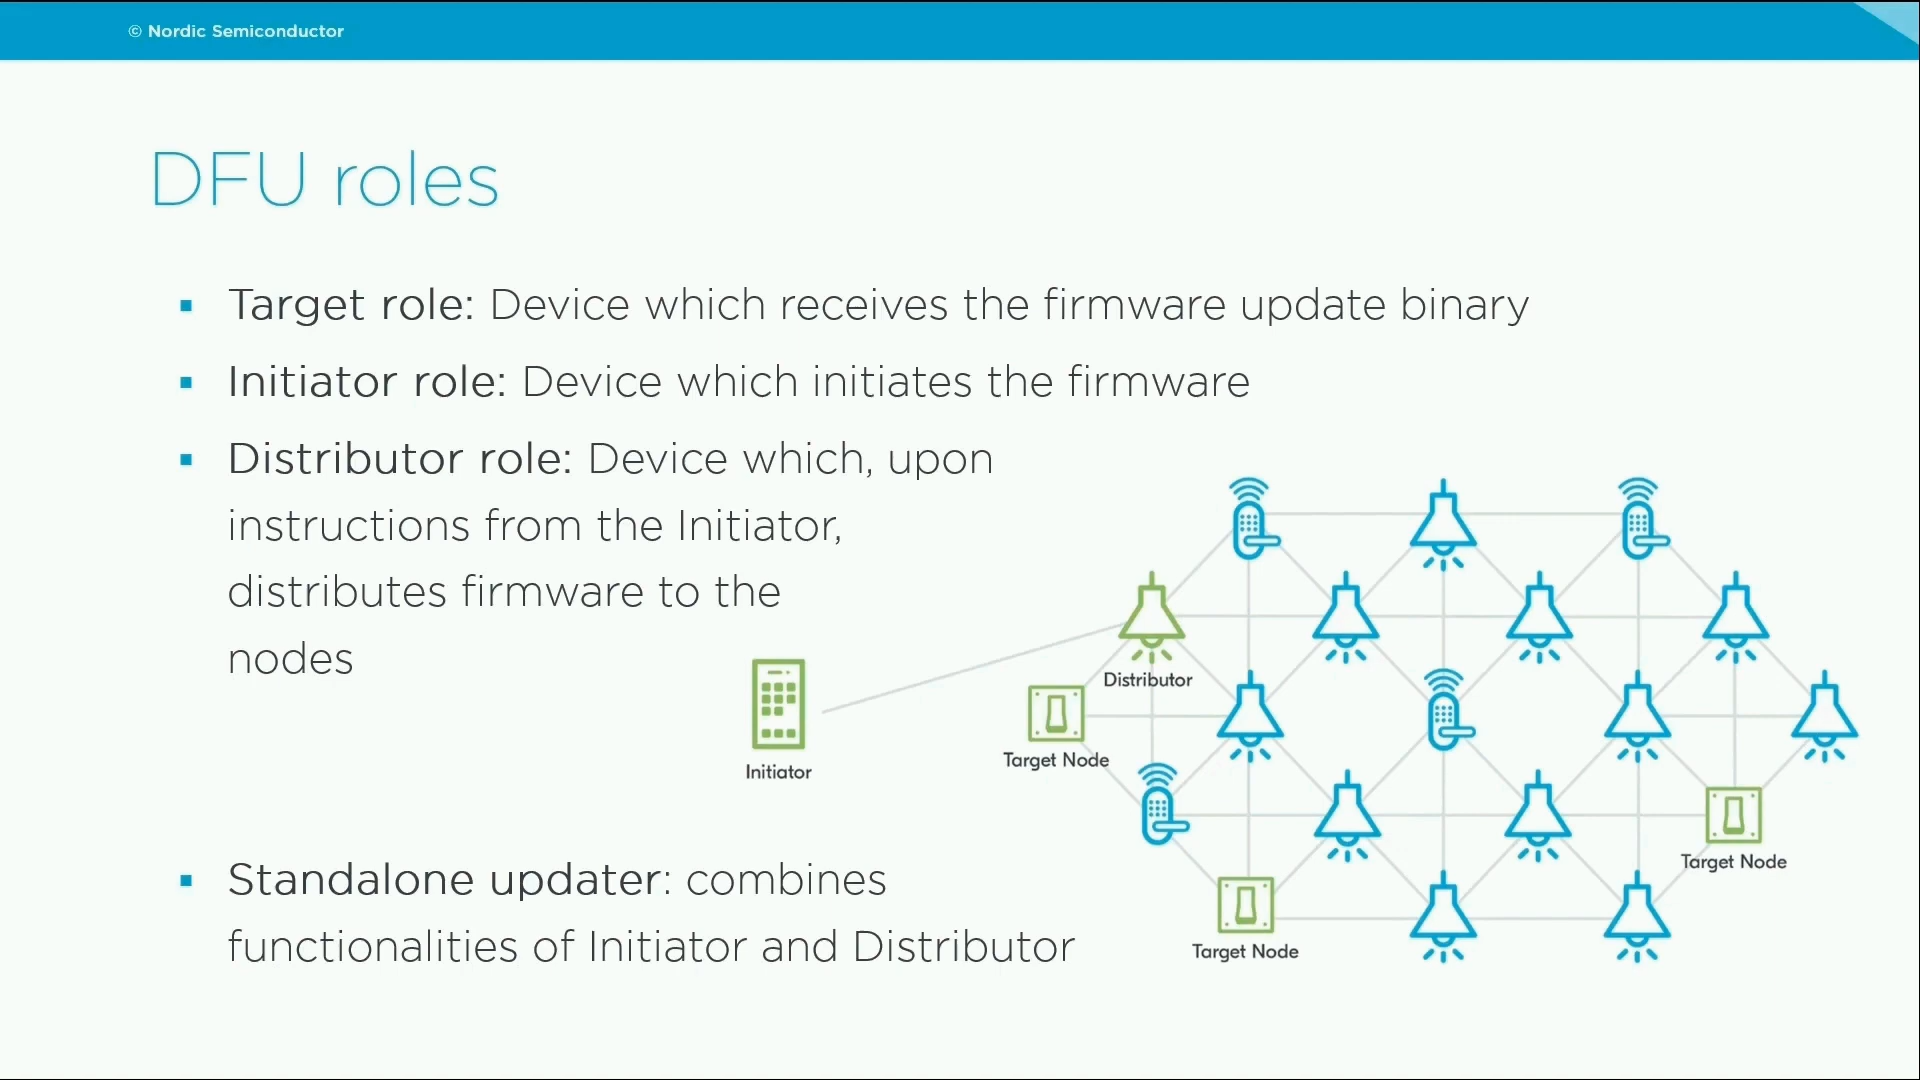 © Nordic Semiconductor
DFU roles
Target role: Device which receives the firmware update binary
Initiator role: Device which initiates the firmware
Distributor role: Device which, upon
instructions from the Initiator,
distributes firmware to the
nodes
Distributor
Target Node
Initiator
Target Node
Target Node
Standalone updater: combines
functionalities of Initiator and Distributor